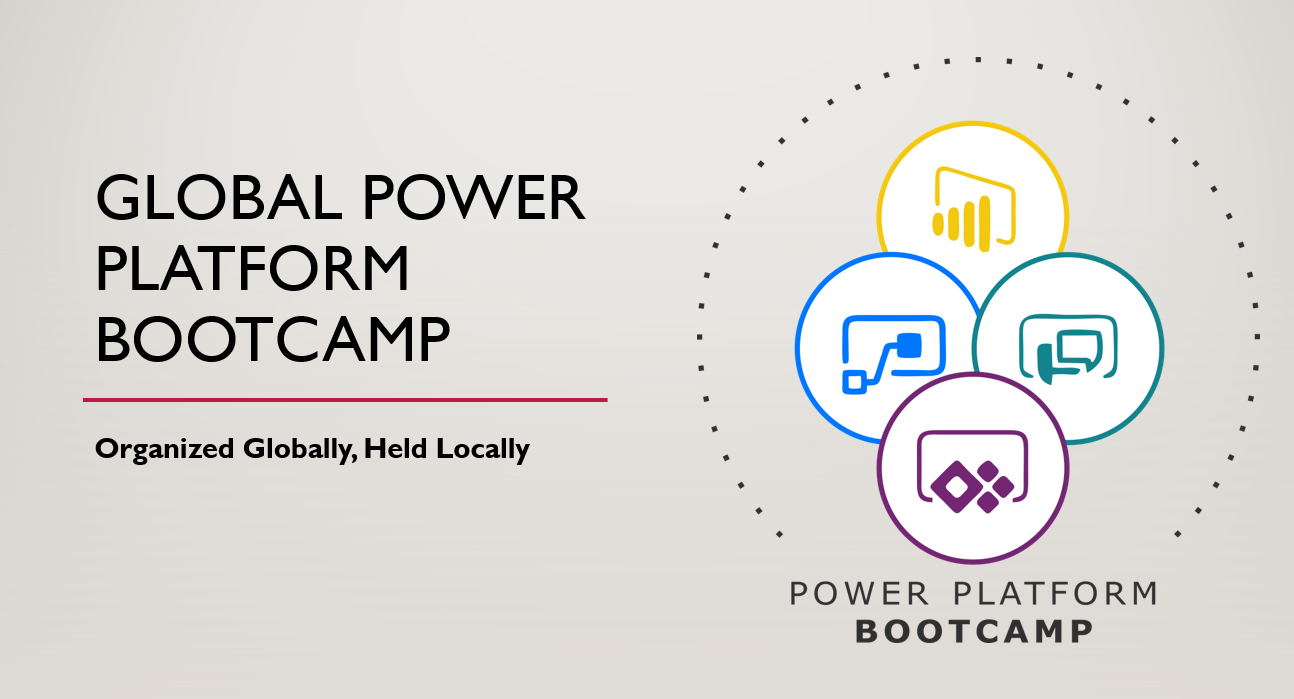 GLOBAL POWER
PLATFORM
BOOTCAMP
Organized Globally, Held Locally
POWER PLATFORM
BOOTCAMP